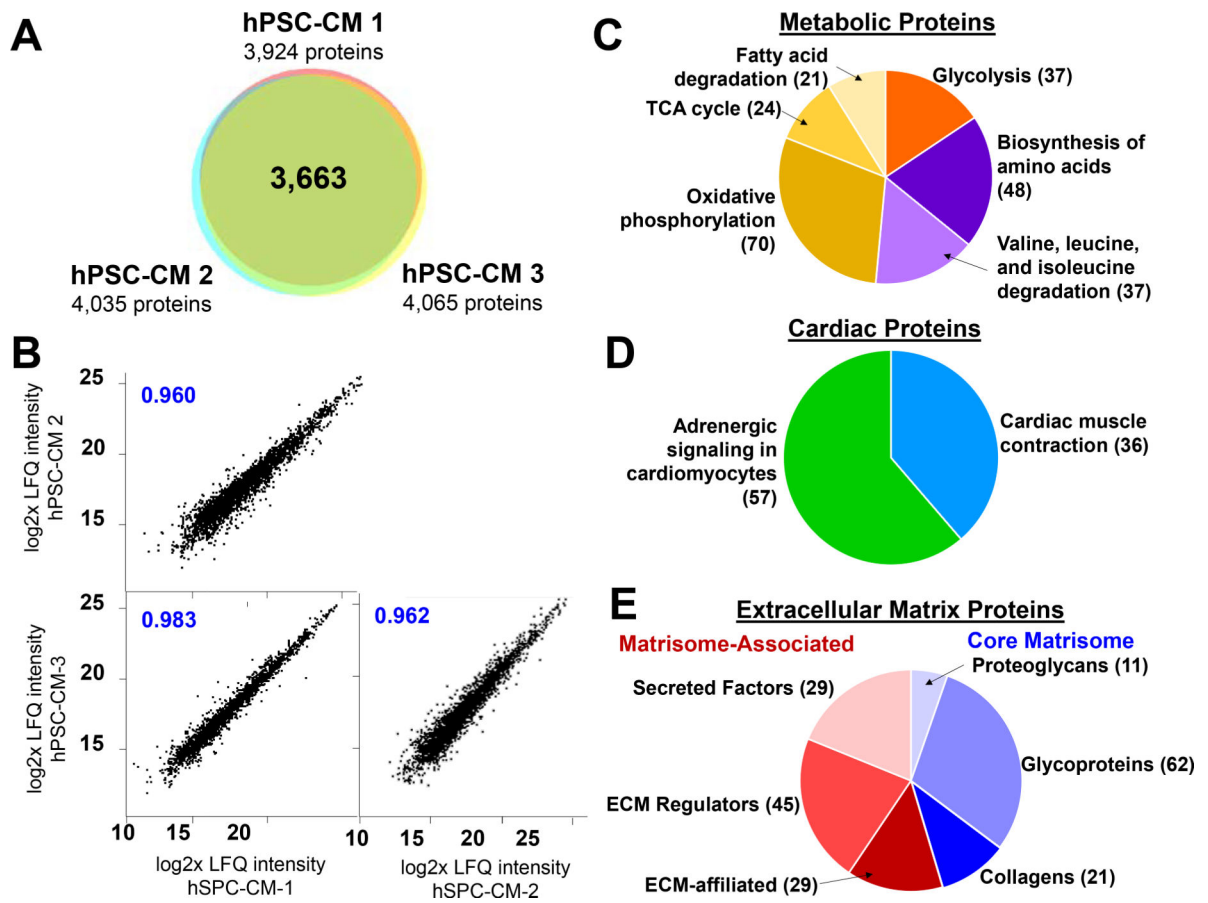 A
hPSC-CM 1
3,924 proteins
3,663
hPSC-CM 2
4,035 proteins
hPSC-CM 3
4,065 proteins
B
log2x LFQ intensity
hPSC-CM 2
25
20
15
0.960
log2x LFQ intensity
hPSC-CM-3
25
20
15
0.983
0.962
10
15
20
10
15
20
25
log2x LFQ intensity
hSPC-CM-1
log2x LFQ intensity
hSPC-CM-2
C
Metabolic Proteins
Fatty acid
degradation (21)
TCA cycle (24)
Oxidative
phosphorylation
(70)
Glycolysis (37)
Biosynthesis of
amino acids
(48)
Valine, leucine,
and isoleucine
degradation (37)
D
Cardiac Proteins
Adrenergic
signaling in
cardiomyocytes
(57)
Cardiac muscle
contraction (36)
E
Extracellular Matrix Proteins
Matrisome-Associated
Core Matrisome
Proteoglycans (11)
Secreted Factors (29)
Glycoproteins (62)
ECM Regulators (45)
ECM-affiliated (29)
Collagens (21)